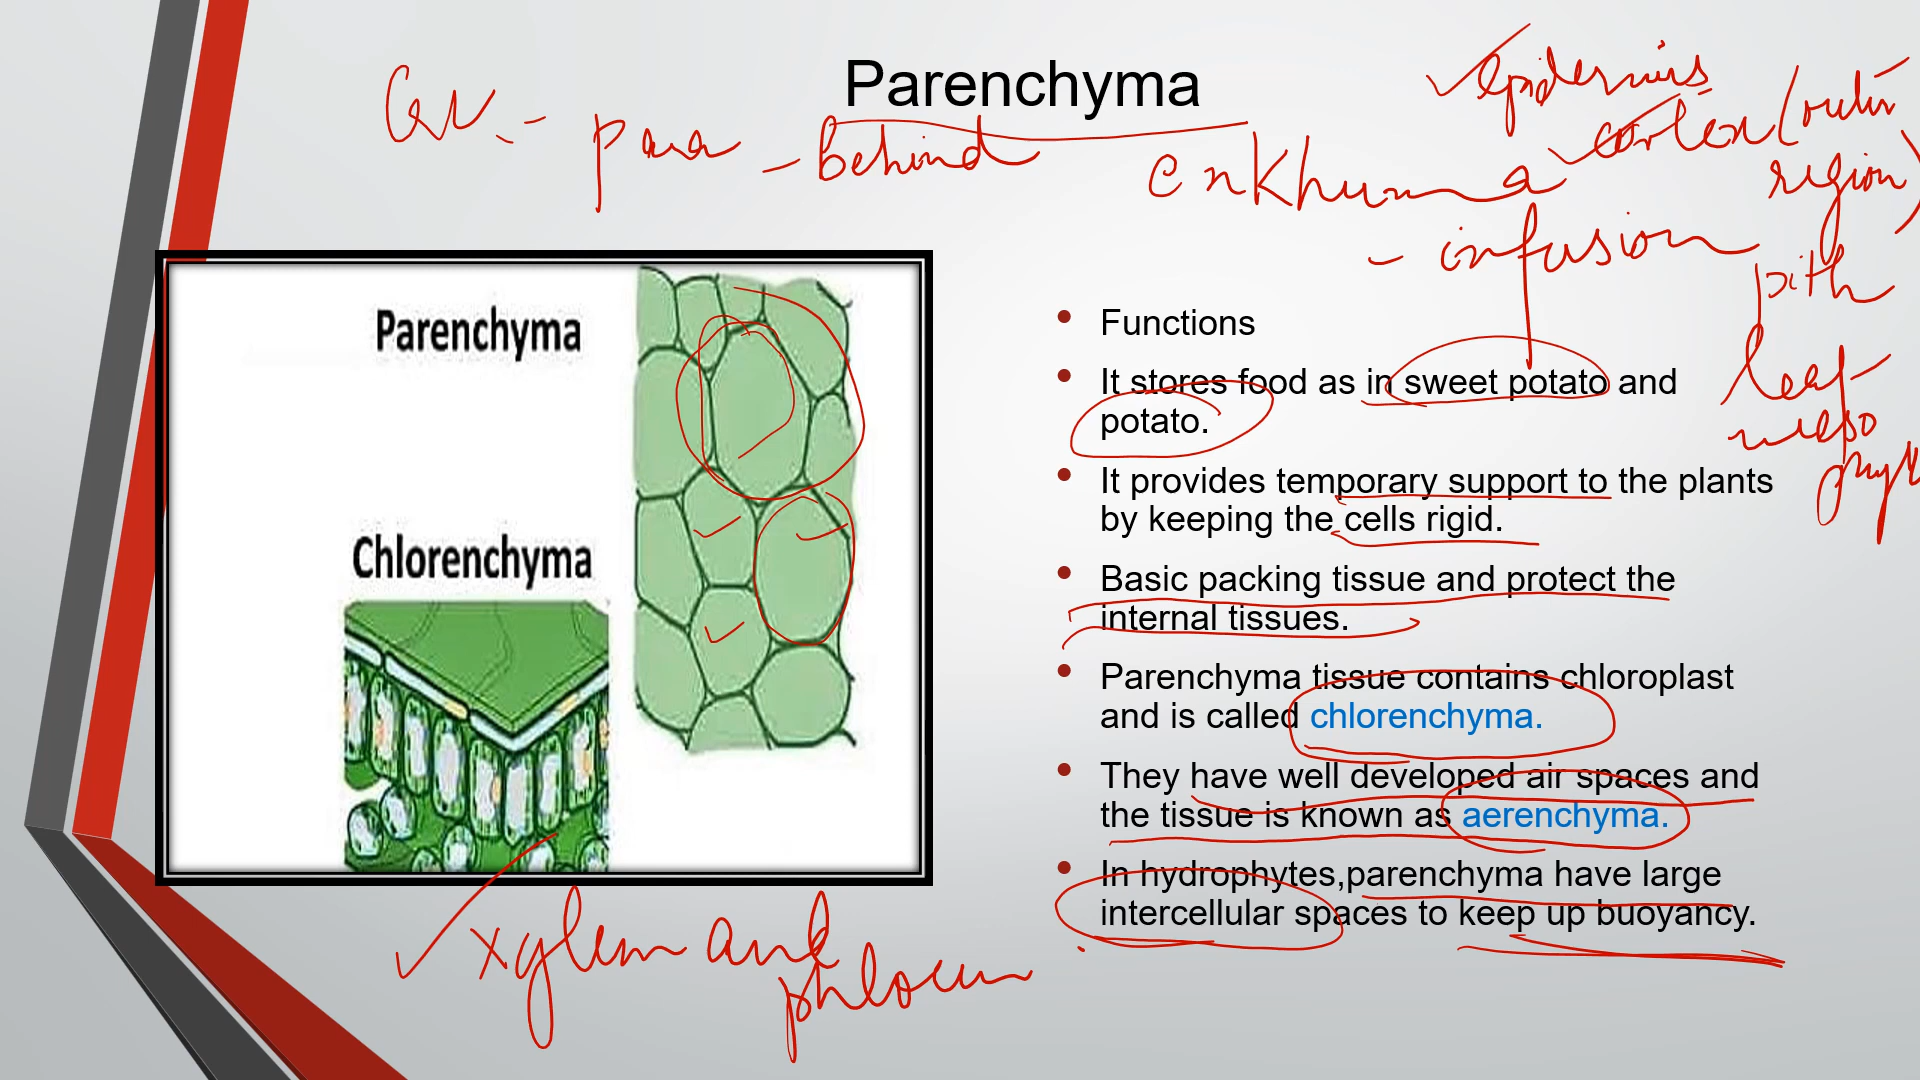 Parenchyma
para - behind
enkhuma
- infusion
epidermis
cortex (outer
region)
pith
leaf
meso
phyll
Parenchyma
Chlorenchyma
• Functions
• It stores food as in sweet potato and
potato.
• It provides temporary support to the plants
by keeping the cells rigid.
• Basic packing tissue and protect the
internal tissues.
• Parenchyma tissue contains chloroplast
and is called chlorenchyma.
• They have well developed air spaces and
the tissue is known as aerenchyma.
• In hydrophytes,parenchyma have large
intercellular spaces to keep up buoyancy.
xylem and
phloem